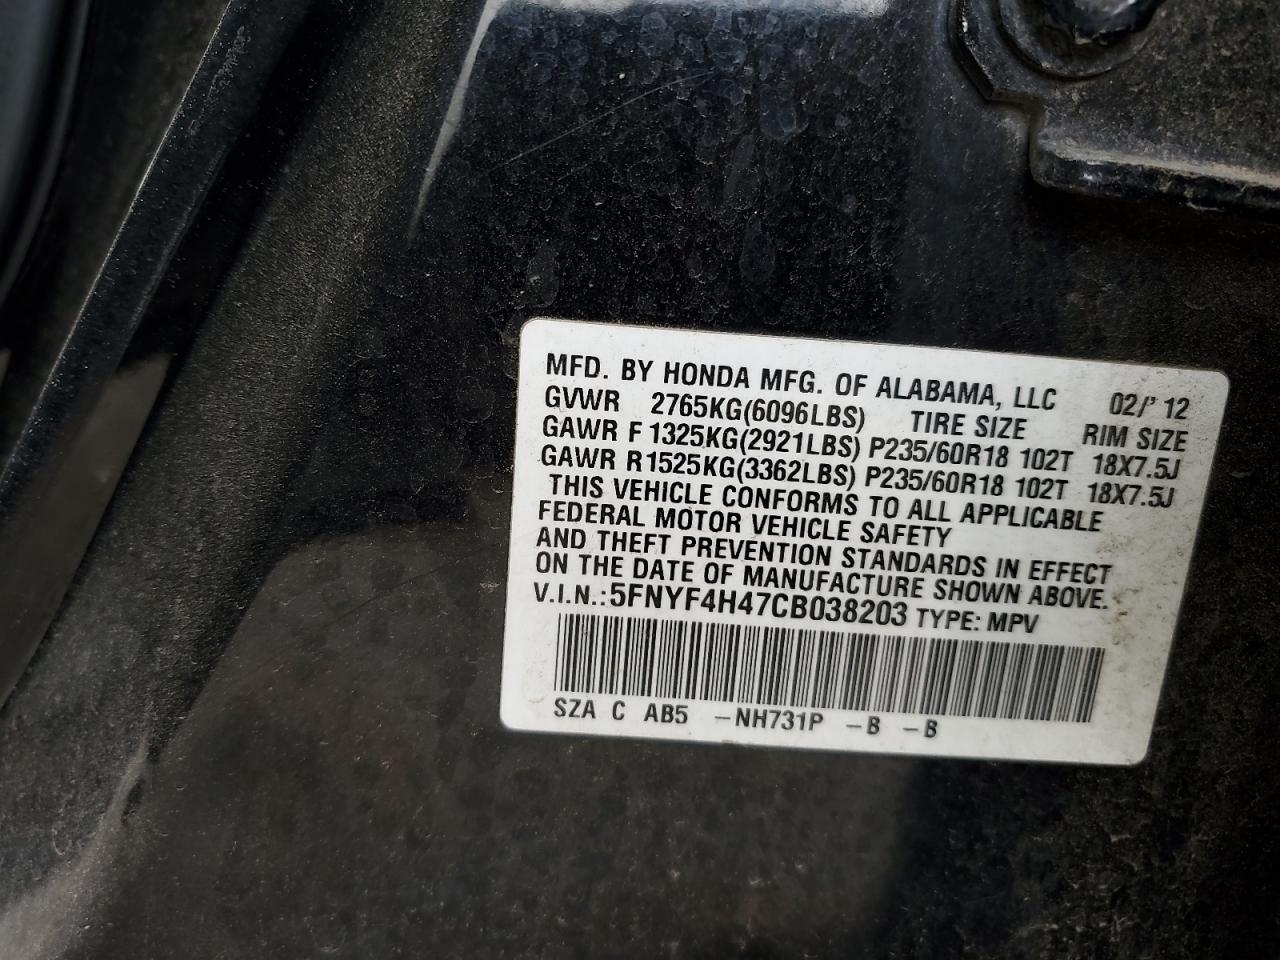 MFD. BY HONDA MFG. OF ALABAMA, LLC 02/'12
GVWR 2765KG(6096LBS) TIRE SIZE RIM SIZE
GAWR F 1325KG(2921LBS) P235/60R18 102T 18X7.5J
GAWR R 1525KG(3362LBS) P235/60R18 102T 18X7.5J
THIS VEHICLE CONFORMS TO ALL APPLICABLE
FEDERAL MOTOR VEHICLE SAFETY
AND THEFT PREVENTION STANDARDS IN EFFECT
ON THE DATE OF MANUFACTURE SHOWN ABOVE.
V.I.N.:5FNYF4H47CB038203 TYPE: MPV
SZA C AB5 –NH731P –B –B